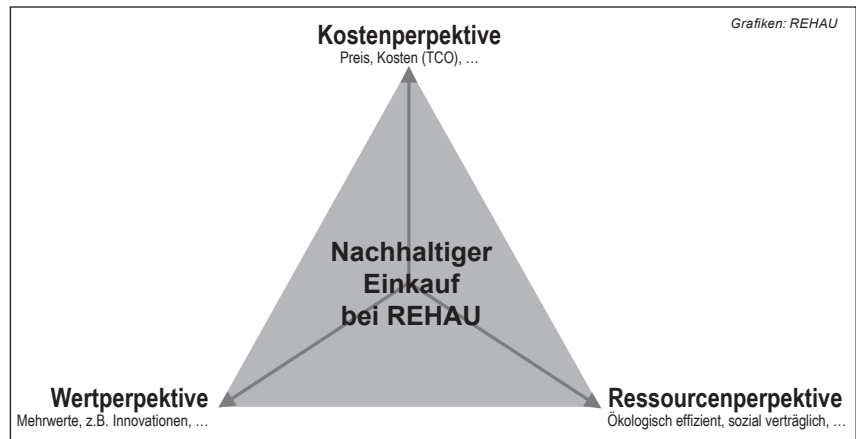 Grafiken: REHAU
Kostenperpektive
Preis, Kosten (TCO), …
Nachhaltiger
Einkauf
bei REHAU
Wertperpektive
Mehrwerte, z.B. Innovationen, …
Ressourcenperpektive
Ökologisch effizient, sozial verträglich, …